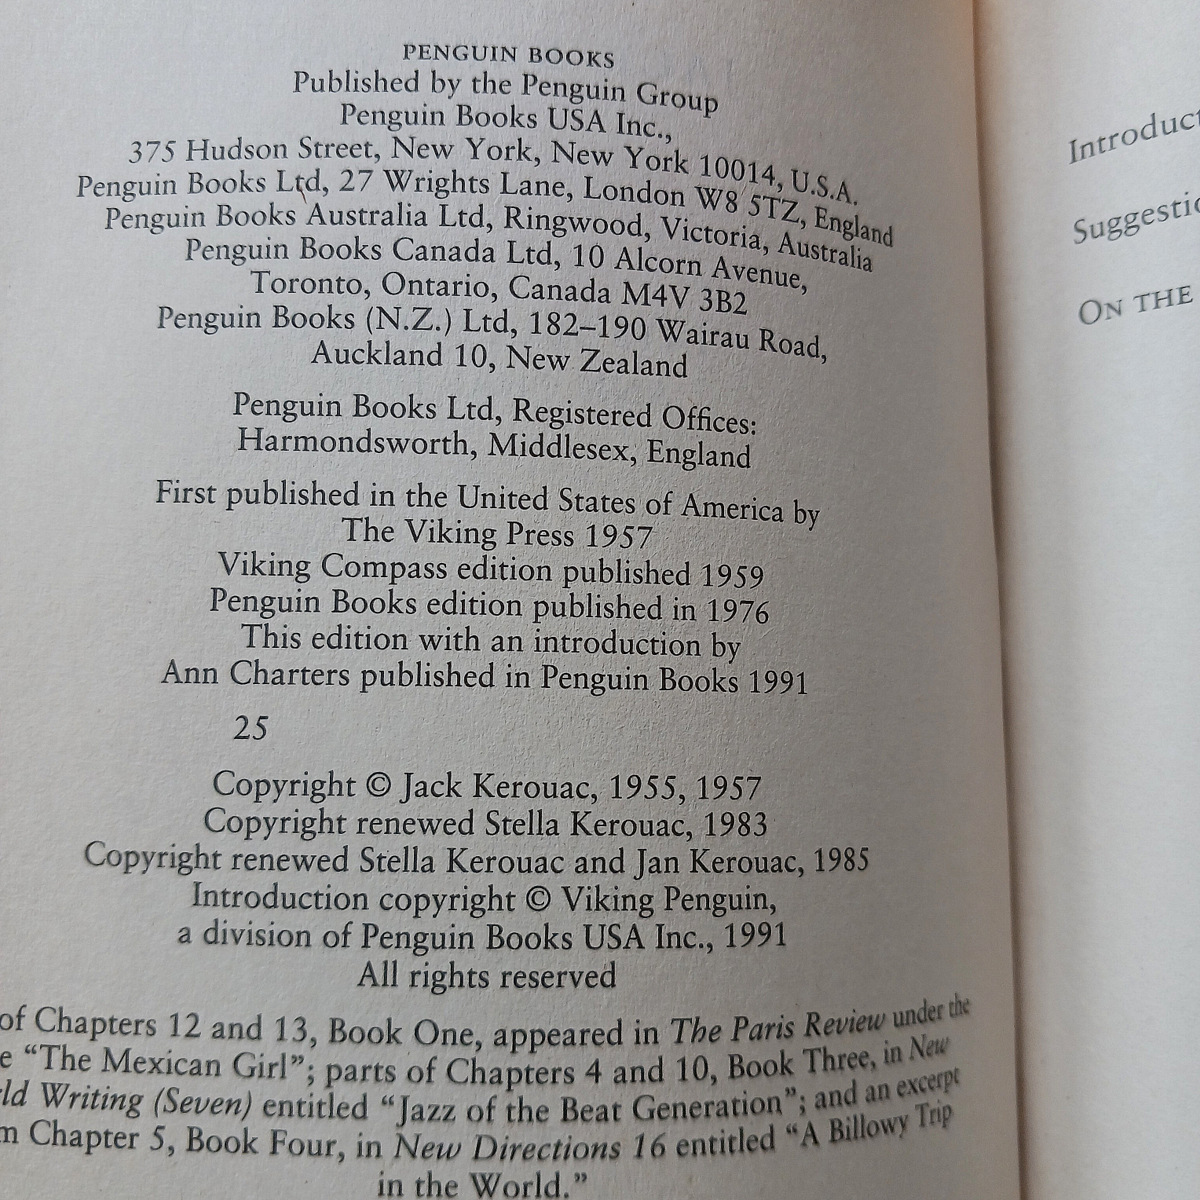 PENGUIN BOOKS
Published by the Penguin Group
Penguin Books USA Inc.,
375 Hudson Street, New York, New York 10014, U.S.A.
Penguin Books Ltd, 27 Wrights Lane, London W8 5TZ, England
Penguin Books Australia Ltd, Ringwood, Victoria, Australia
Penguin Books Canada Ltd, 10 Alcorn Avenue,
Toronto, Ontario, Canada M4V 3B2
Penguin Books (N.Z.) Ltd, 182–190 Wairau Road,
Auckland 10, New Zealand
Penguin Books Ltd, Registered Offices:
Harmondsworth, Middlesex, England
First published in the United States of America by
The Viking Press 1957
Viking Compass edition published 1959
Penguin Books edition published in 1976
This edition with an introduction by
Ann Charters published in Penguin Books 1991
25
Copyright © Jack Kerouac, 1955, 1957
Copyright renewed Stella Kerouac, 1983
Copyright renewed Stella Kerouac and Jan Kerouac, 1985
Introduction copyright © Viking Penguin,
a division of Penguin Books USA Inc., 1991
All rights reserved
of Chapters 12 and 13, Book One, appeared in The Paris Review under the
e “The Mexican Girl”; parts of Chapters 4 and 10, Book Three, in New
ld Writing (Seven) entitled “Jazz of the Beat Generation”; and an excerpt
m Chapter 5, Book Four, in New Directions 16 entitled “A Billowy Trip
in the World.”
Introduct
Suggestio
ON THE